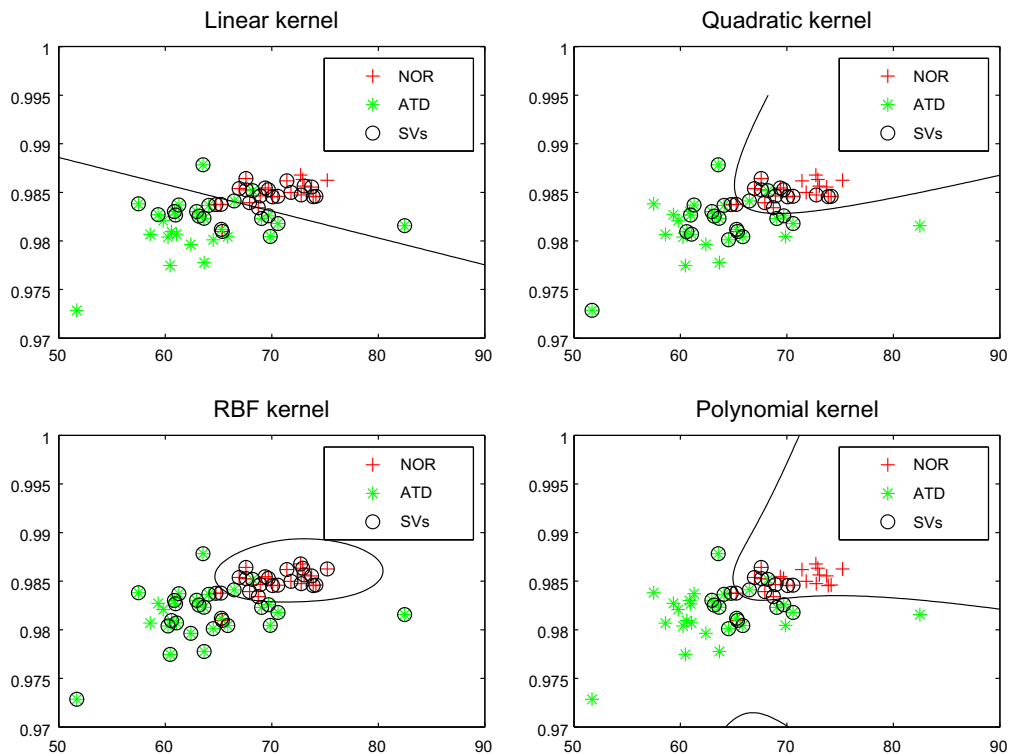 Linear kernel
1
0.995
0.99
0.985
0.98
0.975
0.97
50 60 70 80 90
NOR
ATD
SVs
Quadratic kernel
1
0.995
0.99
0.985
0.98
0.975
0.97
50 60 70 80 90
NOR
ATD
SVs
RBF kernel
1
0.995
0.99
0.985
0.98
0.975
0.97
50 60 70 80 90
NOR
ATD
SVs
Polynomial kernel
1
0.995
0.99
0.985
0.98
0.975
0.97
50 60 70 80 90
NOR
ATD
SVs